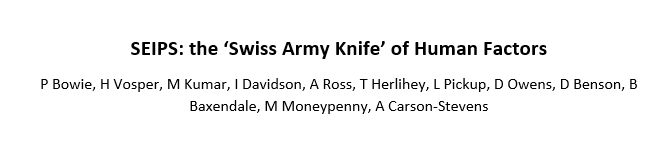 SEIPS: the ‘Swiss Army Knife’ of Human Factors
P Bowie, H Vosper, M Kumar, I Davidson, A Ross, T Herlihey, L Pickup, D Owens, D Benson, B
Baxendale, M Moneypenny, A Carson-Stevens